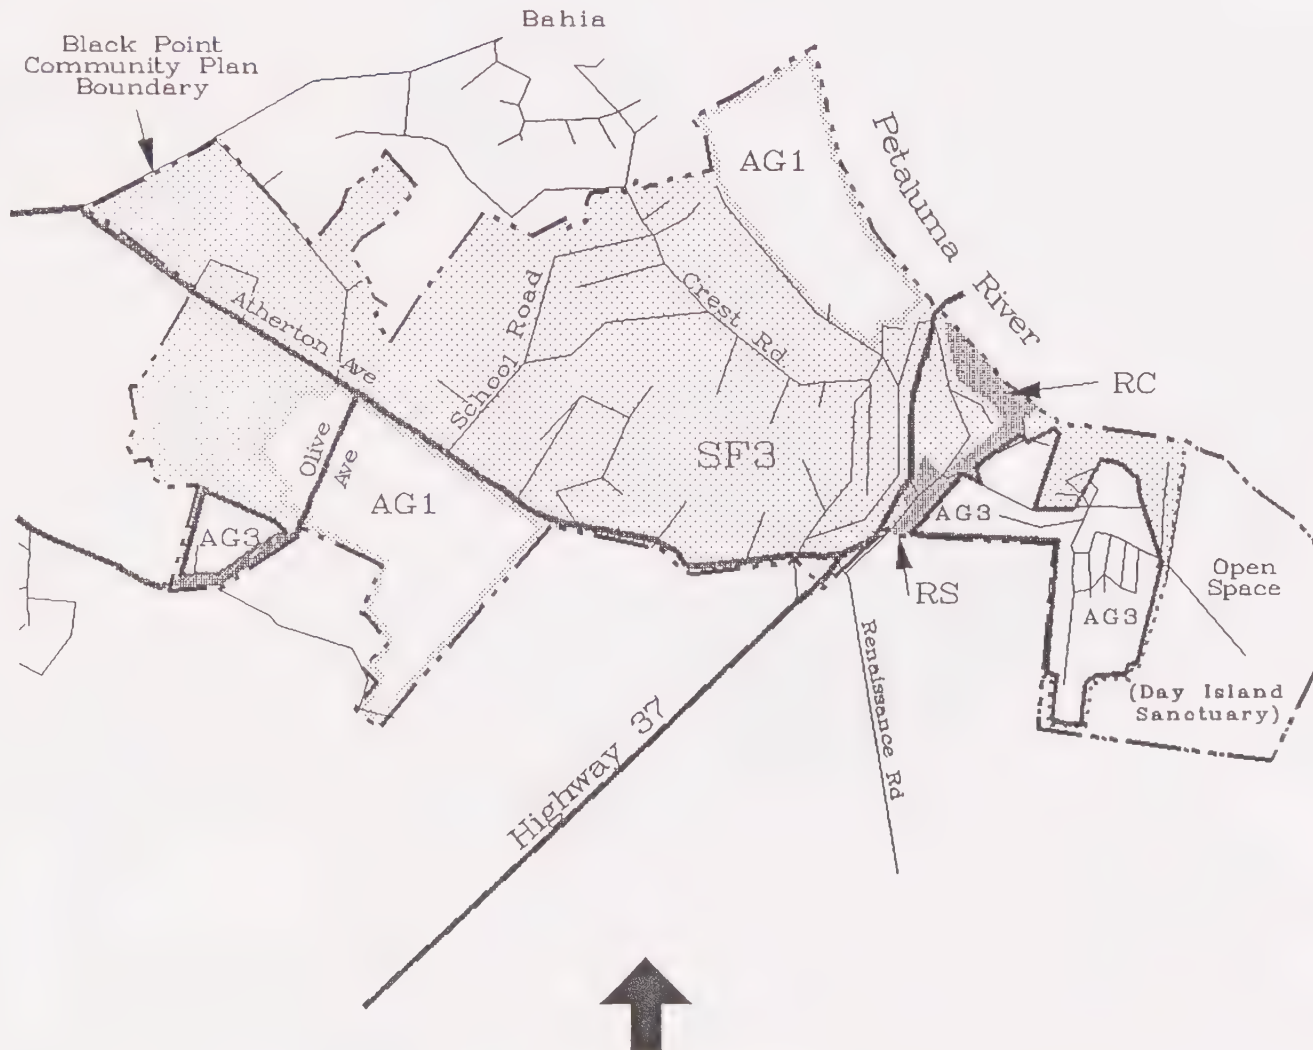 Bahia
Black Point
Community Plan
Boundary
AG1
Petaluma River
Atherton Ave
School Road
Crest Rd
RC
SF3
Olive Ave
AG1
AG3
AG3
RS
Open
Space
AG3
Renaissance Rd
(Day Island
Sanctuary)
Highway 37